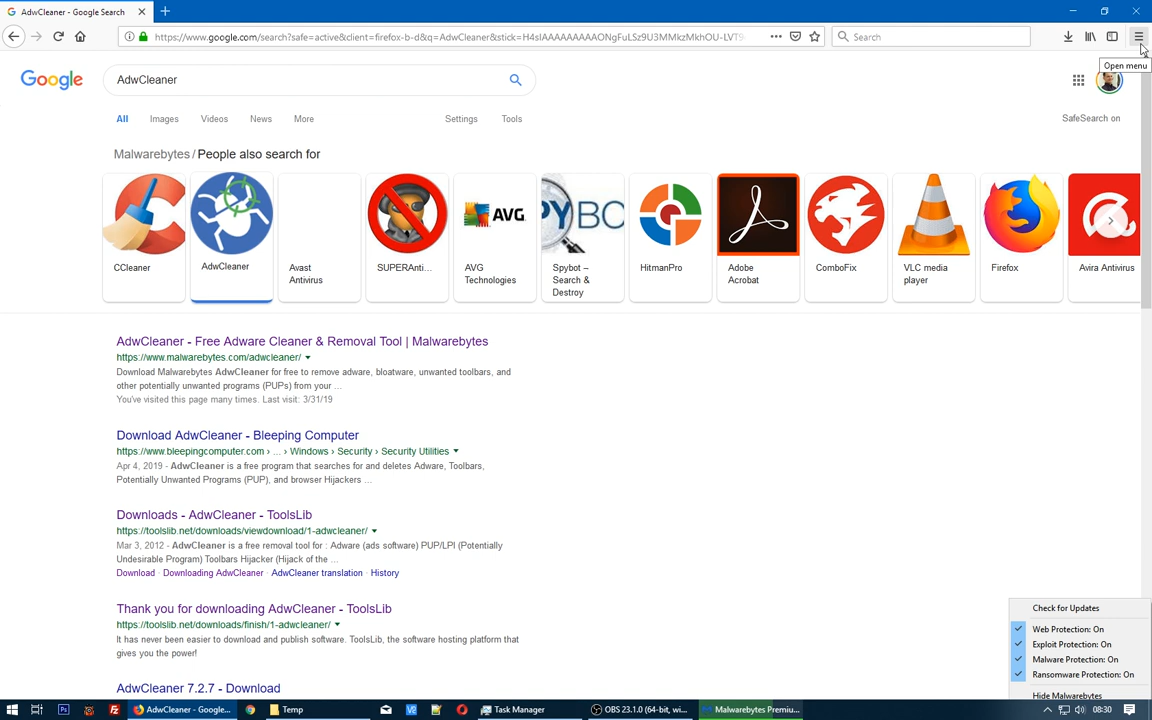 AdwCleaner - Google Search
https://www.google.com/search?safe=active&client=firefox-b-d&q=AdwCleaner&stick=H4sIAAAAAAAAONgFuLSz9U3MMkzMkhOU-LVT9
Search
Open menu
Google
AdwCleaner
All Images Videos News More Settings Tools
SafeSearch on
Malwarebytes / People also search for
AVG
PYBO
CCleaner
AdwCleaner
Avast
Antivirus
SUPERAnti...
AVG
Technologies
Spybot –
Search &
Destroy
HitmanPro
Adobe
Acrobat
ComboFix
VLC media
player
Firefox
Avira Antivirus
AdwCleaner - Free Adware Cleaner & Removal Tool | Malwarebytes
https://www.malwarebytes.com/adwcleaner/
Download Malwarebytes AdwCleaner for free to remove adware, bloatware, unwanted toolbars, and
other potentially unwanted programs (PUPs) from your ...
You've visited this page many times. Last visit: 3/31/19
Download AdwCleaner - Bleeping Computer
https://www.bleepingcomputer.com › ... › Windows › Security › Security Utilities
Apr 4, 2019 - AdwCleaner is a free program that searches for and deletes Adware, Toolbars,
Potentially Unwanted Programs (PUP), and browser Hijackers ...
Downloads - AdwCleaner - ToolsLib
https://toolslib.net/downloads/viewdownload/1-adwcleaner/
Mar 3, 2012 - AdwCleaner is a free removal tool for : Adware (ads software) PUP/LPI (Potentially
Undesirable Program) Toolbars Hijacker (Hijack of the ...
Download · Downloading AdwCleaner · AdwCleaner translation · History
Thank you for downloading AdwCleaner - ToolsLib
https://toolslib.net/downloads/finish/1-adwcleaner/
It has never been easier to download and publish software. ToolsLib, the software hosting platform that
gives you the power!
AdwCleaner 7.2.7 - Download
Check for Updates
Web Protection: On
Exploit Protection: On
Malware Protection: On
Ransomware Protection: On
Hide Malwarebytes
AdwCleaner - Google... Temp Task Manager OBS 23.1.0 (64-bit, wi... Malwarebytes Premiu... 08:30